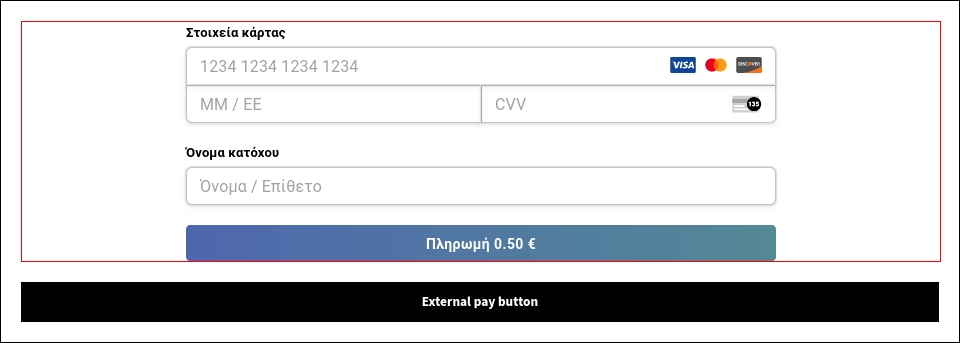 Στοιχεία κάρτας
1234 1234 1234 1234
VISA
DISCOVER
MM / EE
CVV
135
Όνομα κατόχου
Όνομα / Επίθετο
Πληρωμή 0.50 €
External pay button